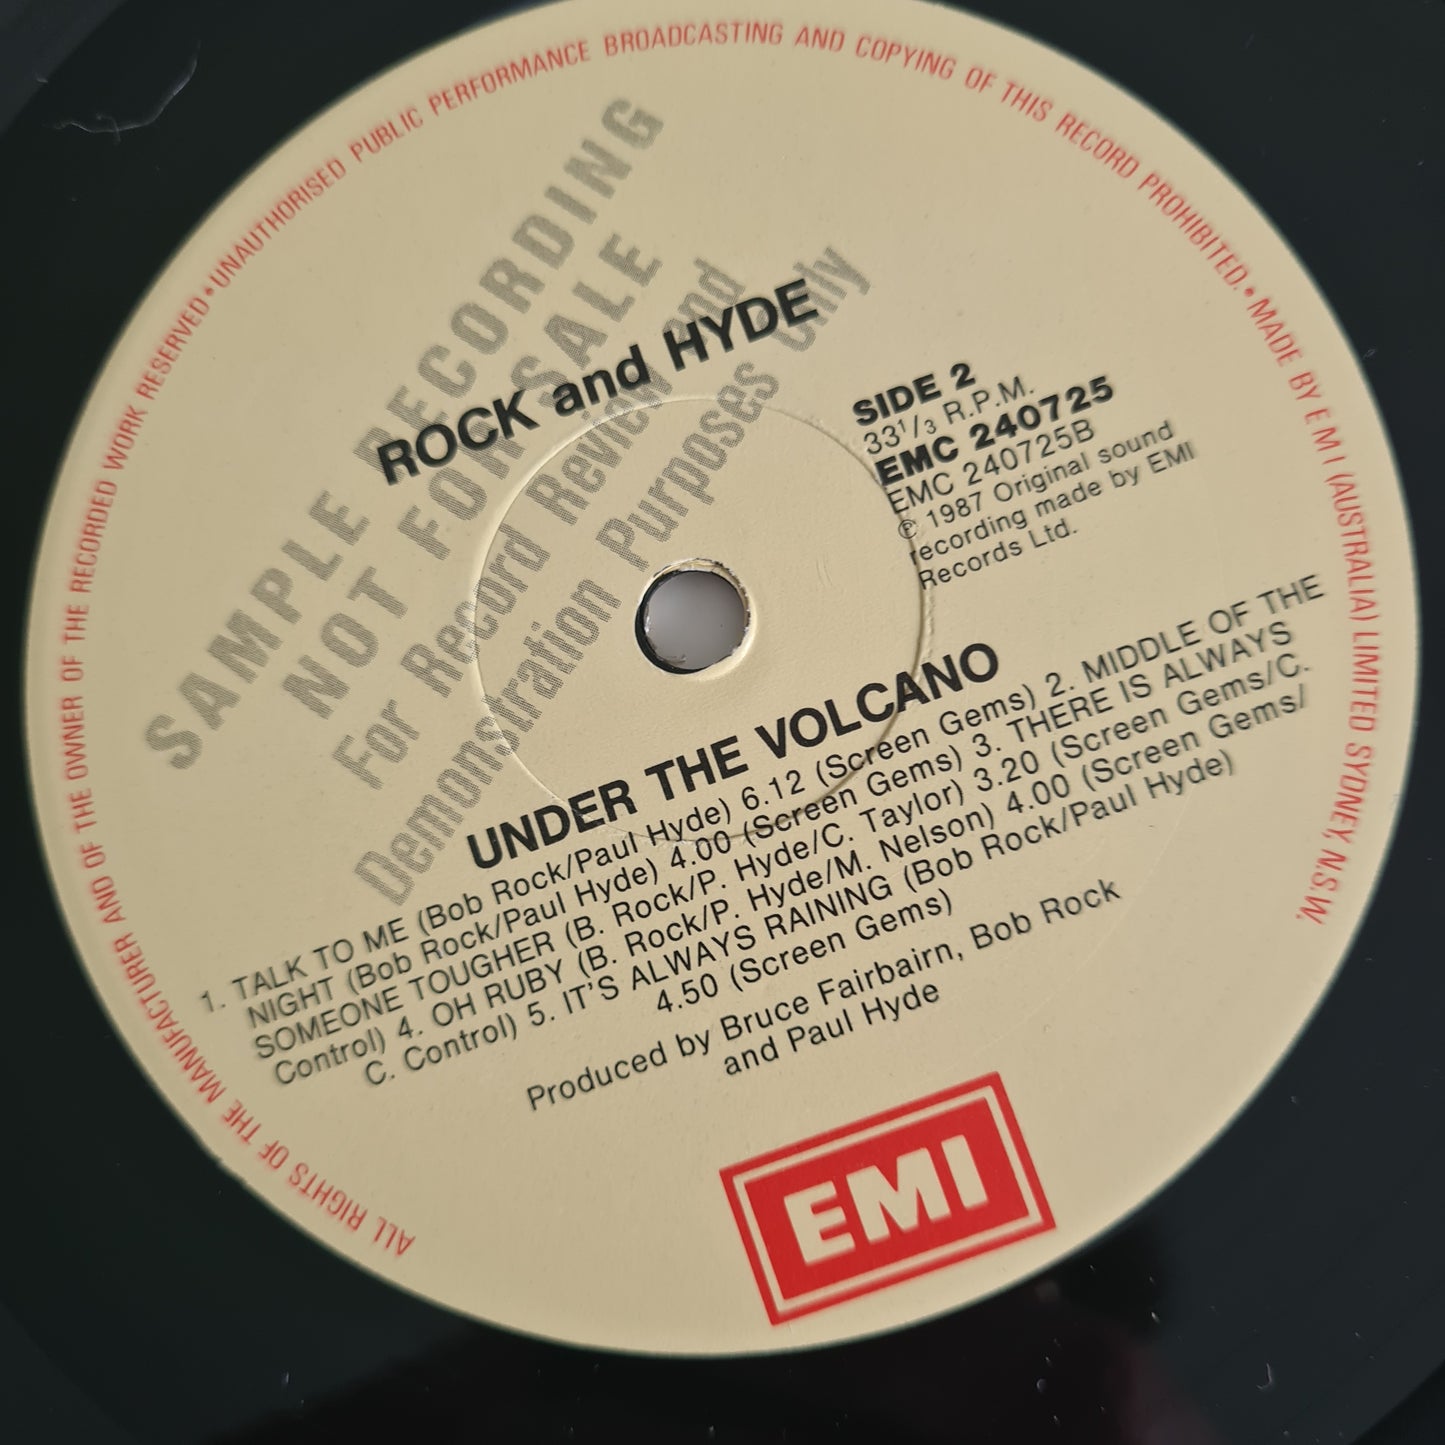 ALL RIGHTS OF THE MANUFACTURER AND OF THE OWNER OF THE RECORDED WORK RESERVED • UNAUTHORISED PUBLIC PERFORMANCE BROADCASTING AND COPYING OF THIS RECORD PROHIBITED. • MADE BY E M I (AUSTRALIA) LIMITED SYDNEY, N.S.W.
SAMPLE RECORDING
NOT FOR SALE
For Record Review and
Demonstration Purposes Only
ROCK and HYDE
SIDE 2
33 1/3 R.P.M.
EMC 240725
EMC 240725B
℗ 1987 Original sound
recording made by EMI
Records Ltd.
UNDER THE VOLCANO
1. TALK TO ME (Bob Rock/Paul Hyde) 6.12 (Screen Gems) 2. MIDDLE OF THE
NIGHT (Bob Rock/Paul Hyde) 4.00 (Screen Gems) 3. THERE IS ALWAYS
SOMEONE TOUGHER (B. Rock/P. Hyde/C. Taylor) 3.20 (Screen Gems/C.
Control) 4. OH RUBY (B. Rock/P. Hyde/M. Nelson) 4.00 (Screen Gems/
C. Control) 5. IT'S ALWAYS RAINING (Bob Rock/Paul Hyde)
4.50 (Screen Gems)
Produced by Bruce Fairbairn, Bob Rock
and Paul Hyde
EMI